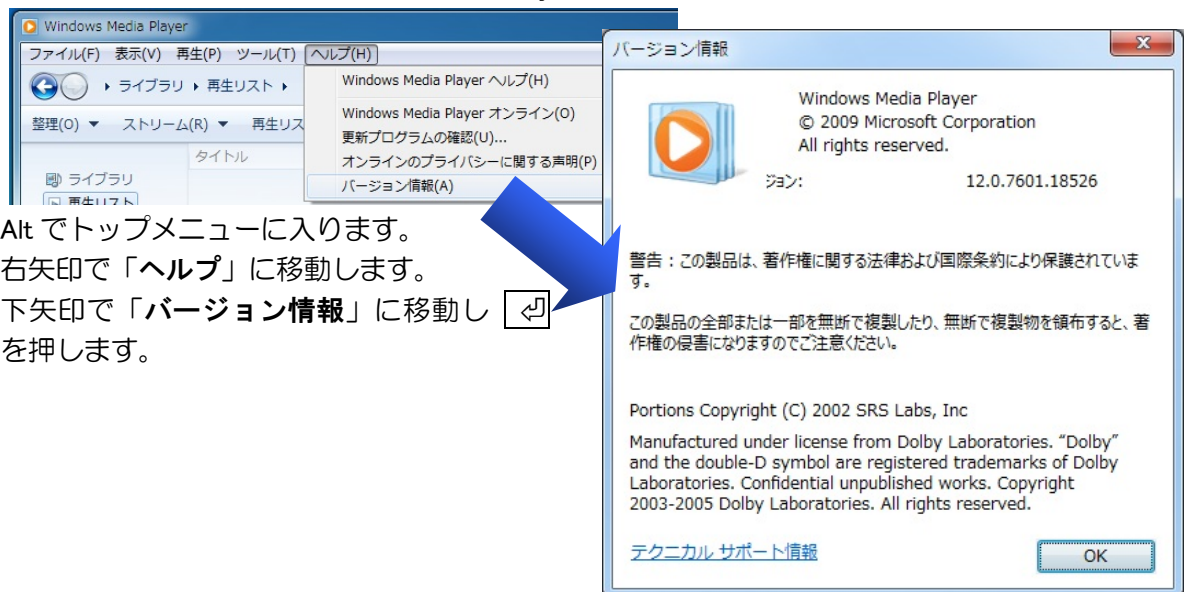 Windows Media Player
ファイル(F) 表示(V) 再生(P) ツール(T) ヘルプ(H)
ライブラリ 再生リスト
整理(O) ストリーム(R) 再生リス
タイトル
ライブラリ
再生リスト
Windows Media Player ヘルプ(H)
Windows Media Player オンライン(O)
更新プログラムの確認(U)...
オンラインのプライバシーに関する声明(P)
バージョン情報(A)
Alt でトップメニューに入ります。
右矢印で「ヘルプ」に移動します。
下矢印で「バージョン情報」に移動し
を押します。
バージョン情報
Windows Media Player
© 2009 Microsoft Corporation
All rights reserved.
ジョン: 12.0.7601.18526
警告：この製品は、著作権に関する法律および国際条約により保護されていま
す。
この製品の全部または一部を無断で複製したり、無断で複製物を頒布すると、著
作権の侵害になりますのでご注意ください。
Portions Copyright (C) 2002 SRS Labs, Inc
Manufactured under license from Dolby Laboratories. “Dolby”
and the double-D symbol are registered trademarks of Dolby
Laboratories. Confidential unpublished works. Copyright
2003-2005 Dolby Laboratories. All rights reserved.
テクニカル サポート情報
OK